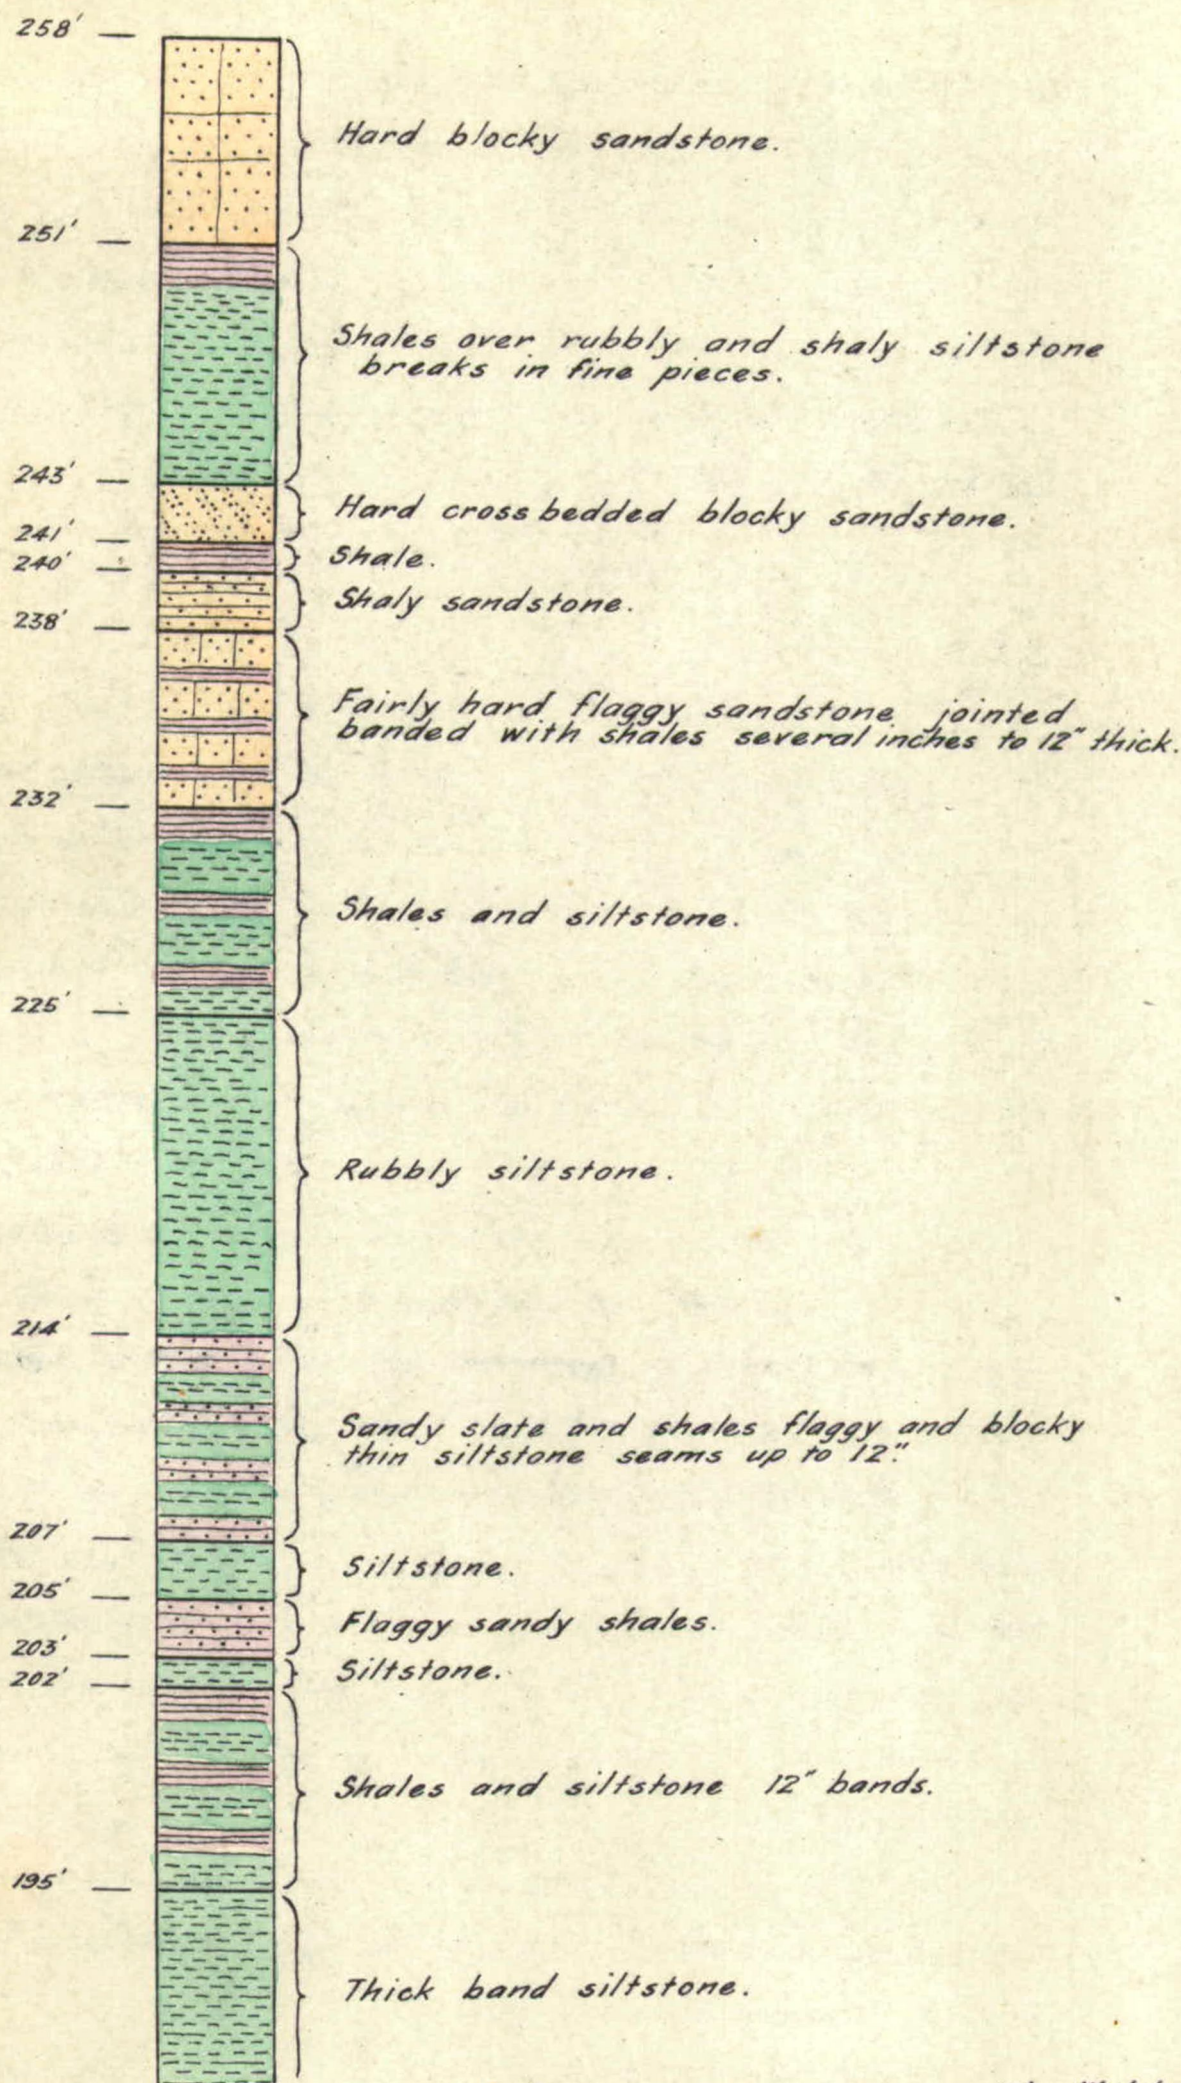 258'
Hard blocky sandstone.
251'
Shales over rubbly and shaly siltstone
breaks in fine pieces.
243'
Hard cross bedded blocky sandstone.
241'
Shale.
240'
Shaly sandstone.
238'
Fairly hard flaggy sandstone jointed
banded with shales several inches to 12" thick.
232'
Shales and siltstone.
225'
Rubbly siltstone.
214'
Sandy slate and shales flaggy and blocky
thin siltstone seams up to 12".
207'
Siltstone.
205'
Flaggy sandy shales.
203'
Siltstone.
202'
Shales and siltstone 12" bands.
195'
Thick band siltstone.